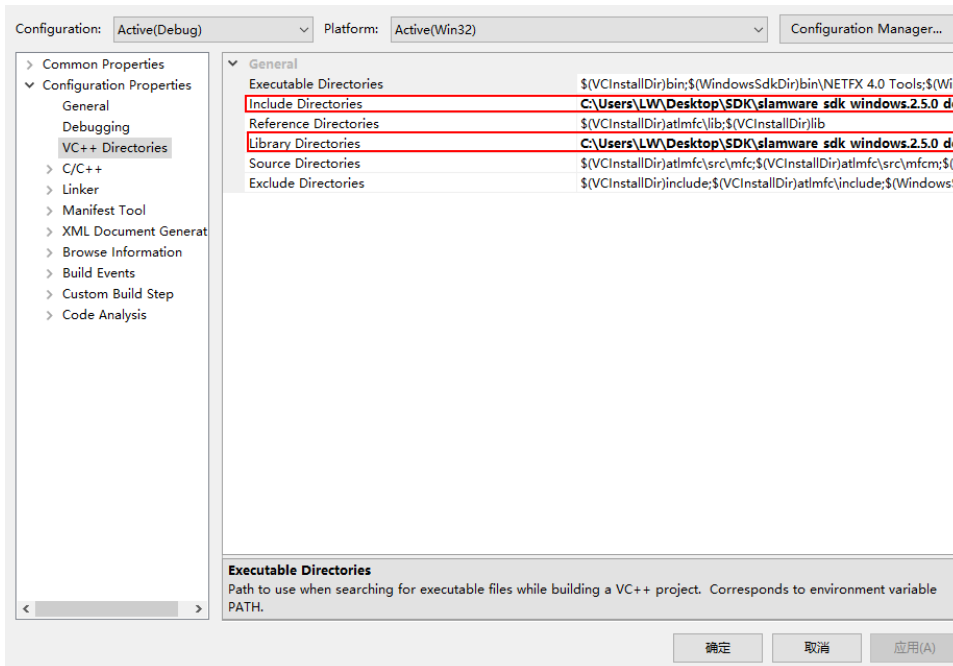 Configuration: Active(Debug) Platform: Active(Win32) Configuration Manager...
Common Properties
Configuration Properties
General
Debugging
VC++ Directories
C/C++
Linker
Manifest Tool
XML Document Generat
Browse Information
Build Events
Custom Build Step
Code Analysis
General
Executable Directories $(VCInstallDir)bin;$(WindowsSdkDir)bin\NETFX 4.0 Tools;$(Wi
Include Directories C:\Users\LW\Desktop\SDK\slamware sdk windows.2.5.0 d
Reference Directories $(VCInstallDir)atlmfc\lib;$(VCInstallDir)lib
Library Directories C:\Users\LW\Desktop\SDK\slamware sdk windows.2.5.0 d
Source Directories $(VCInstallDir)atlmfc\src\mfc;$(VCInstallDir)atlmfc\src\mfcm;$(
Exclude Directories $(VCInstallDir)include;$(VCInstallDir)atlmfc\include;$(Windows
Executable Directories
Path to use when searching for executable files while building a VC++ project.  Corresponds to environment variable
PATH.
确定 取消 应用(A)